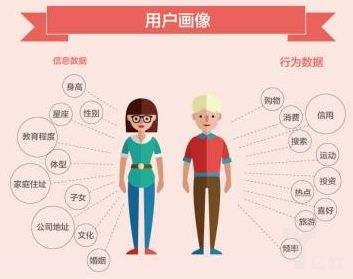 用户画像
信息数据
行为数据
身高
星座
性别
教育程度
体型
家庭住址
子女
公司地址
文化
婚姻
购物
消费
信用
搜索
运动
投资
热点
喜好
旅游
频率